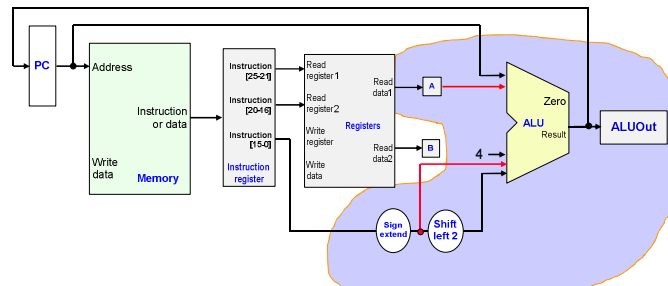 PC
Address
Instruction
or data
Write
data
Memory
Instruction
[25-21]
Instruction
[20-16]
Instruction
[15-0]
Instruction
register
Read
register 1
Read
register2
Write
register
Write
data
Registers
Read
data1
Read
data2
A
B
4
Sign
extend
Shift
left 2
Zero
ALU
Result
ALUOut